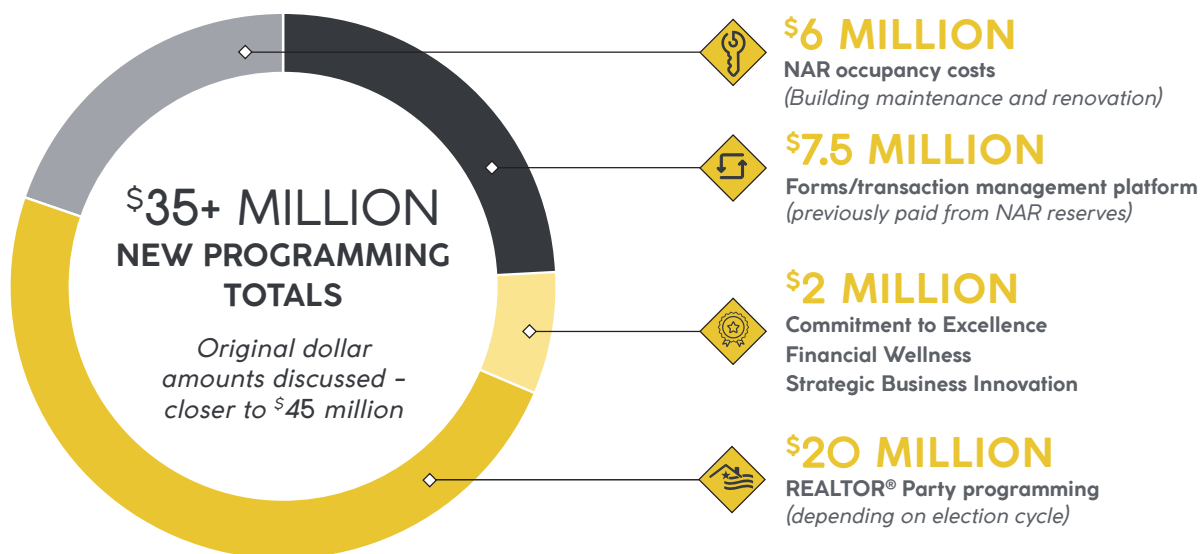 $35+ MILLION
NEW PROGRAMMING
TOTALS
Original dollar
amounts discussed –
closer to $45 million
$6 MILLION
NAR occupancy costs
(Building maintenance and renovation)
$7.5 MILLION
Forms/transaction management platform
(previously paid from NAR reserves)
$2 MILLION
Commitment to Excellence
Financial Wellness
Strategic Business Innovation
$20 MILLION
REALTOR® Party programming
(depending on election cycle)